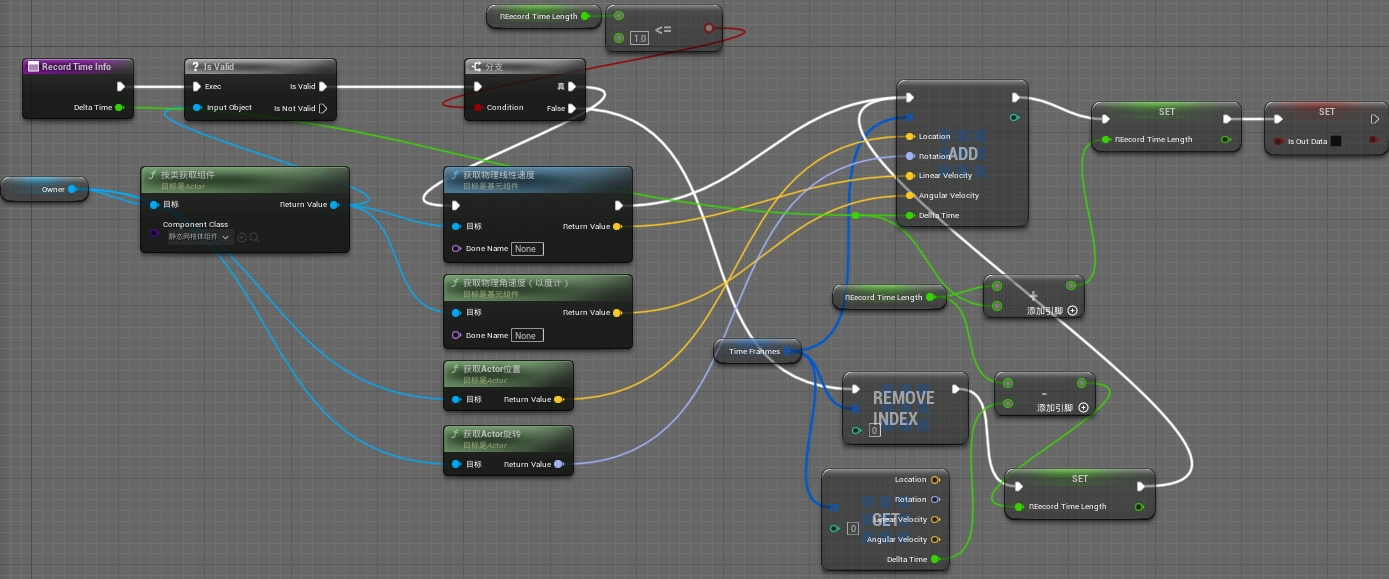 REecord Time Length
1.0
<=
Record Time Info
Delta Time
? Is Valid
Exec
Is Valid
Input Object
Is Not Valid
分支
真
Condition
False
Owner
按类获取组件
目标是Actor
目标
Return Value
Component Class
静态网格体组件
获取物理线性速度
目标是基元组件
目标
Return Value
Bone Name
None
获取物理角速度（以度计）
目标是基元组件
目标
Return Value
Bone Name
None
获取Actor位置
目标是Actor
目标
Return Value
获取Actor旋转
目标是Actor
目标
Return Value
ADD
Location
Rotation
Linear Velocity
Angular Velocity
Dellta Time
SET
REecord Time Length
SET
Is Out Data
REecord Time Length
+
添加引脚
Time Franmes
REMOVE
INDEX
0
-
添加引脚
GET
0
Location
Rotation
Linear Velocity
Angular Velocity
Dellta Time
SET
REecord Time Length